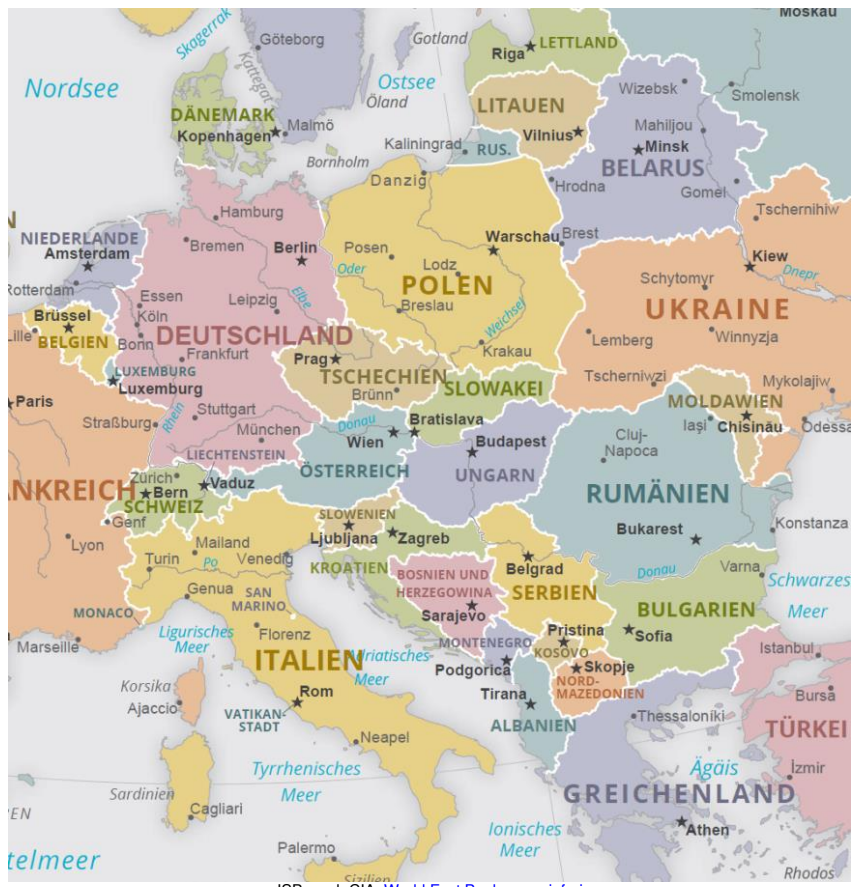 Moskau
Göteborg
Skagerrak
Kattegat
Gotland
Riga
LETTLAND
Nordsee
Ostsee
Öland
DÄNEMARK
Kopenhagen
Malmö
LITAUEN
Vilnius
Wizebsk
Smolensk
Mahiljou
Minsk
BELARUS
Kaliningrad
RUS.
Bornholm
Danzig
Hrodna
Gomel
Hamburg
Tschernihiw
N
NIEDERLANDE
Amsterdam
Bremen
Berlin
Posen
Warschau
Brest
Kiew
Oder
Lodz
Dnepr
Rotterdam
POLEN
Schytomyr
Essen
Köln
Leipzig
Elbe
Breslau
UKRAINE
Brüssel
Weichsel
Lille
BELGIEN
Bonn
DEUTSCHLAND
Lemberg
Winnyzja
Frankfurt
Prag
Krakau
LUXEMBURG
Luxemburg
TSCHECHIEN
Brünn
SLOWAKEI
Tscherniwzi
Mykolajiw
Paris
MOLDAWIEN
Straßburg
Rhein
Stuttgart
Donau
Bratislava
Iaşi
Chisinău
Odessa
München
Wien
Budapest
Cluj-
Napoca
LIECHTENSTEIN
Zürich
ANKREICH
Bern
Vaduz
ÖSTERREICH
UNGARN
RUMÄNIEN
SCHWEIZ
Genf
SLOWENIEN
Ljubljana
Zagreb
Bukarest
Konstanza
Lyon
Mailand
Turin
Po
Venedig
KROATIEN
Belgrad
Donau
Varna
Schwarzes
Meer
Genua
SAN
MARINO
BOSNIEN UND
HERZEGOWINA
Sarajevo
SERBIEN
BULGARIEN
MONACO
Marseille
Ligurisches
Meer
Florenz
ITALIEN
Adriatisches
Meer
MONTENEGRO
Podgorica
Pristina
KOSOVO
Sofia
Skopje
NORD-
MAZEDONIEN
Istanbul
Korsika
Ajaccio
Rom
VATIKAN-
STADT
Tirana
ALBANIEN
Bursa
Thessaloníki
TÜRKEI
Neapel
Tyrrhenisches
Meer
Ägäis
İzmir
Sardinien
Cagliari
GREICHENLAND
Ionisches
Meer
Athen
telmeer
Palermo
Sizilien
Rhodos